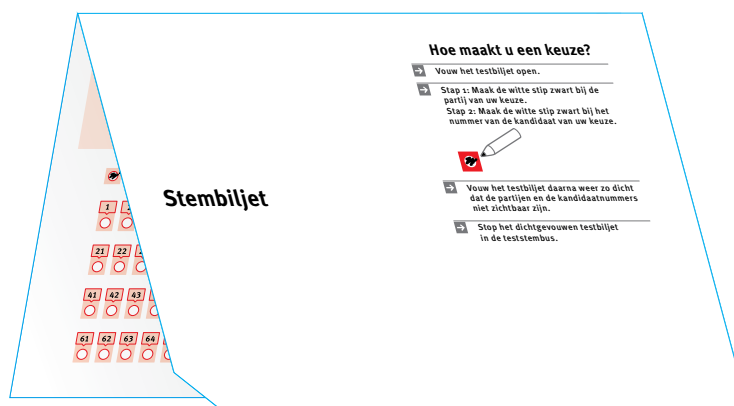 Hoe maakt u een keuze?
Vouw het testbiljet open.
Stap 1: Maak de witte stip zwart bij de
partij van uw keuze.
Stap 2: Maak de witte stip zwart bij het
nummer van de kandidaat van uw keuze.
Vouw het testbiljet daarna weer zo dicht
dat de partijen en de kandidaatnummers
niet zichtbaar zijn.
Stop het dichtgevouwen testbiljet
in de teststembus.
Stembiljet
1
21 22
41 42 43
61 62 63 64